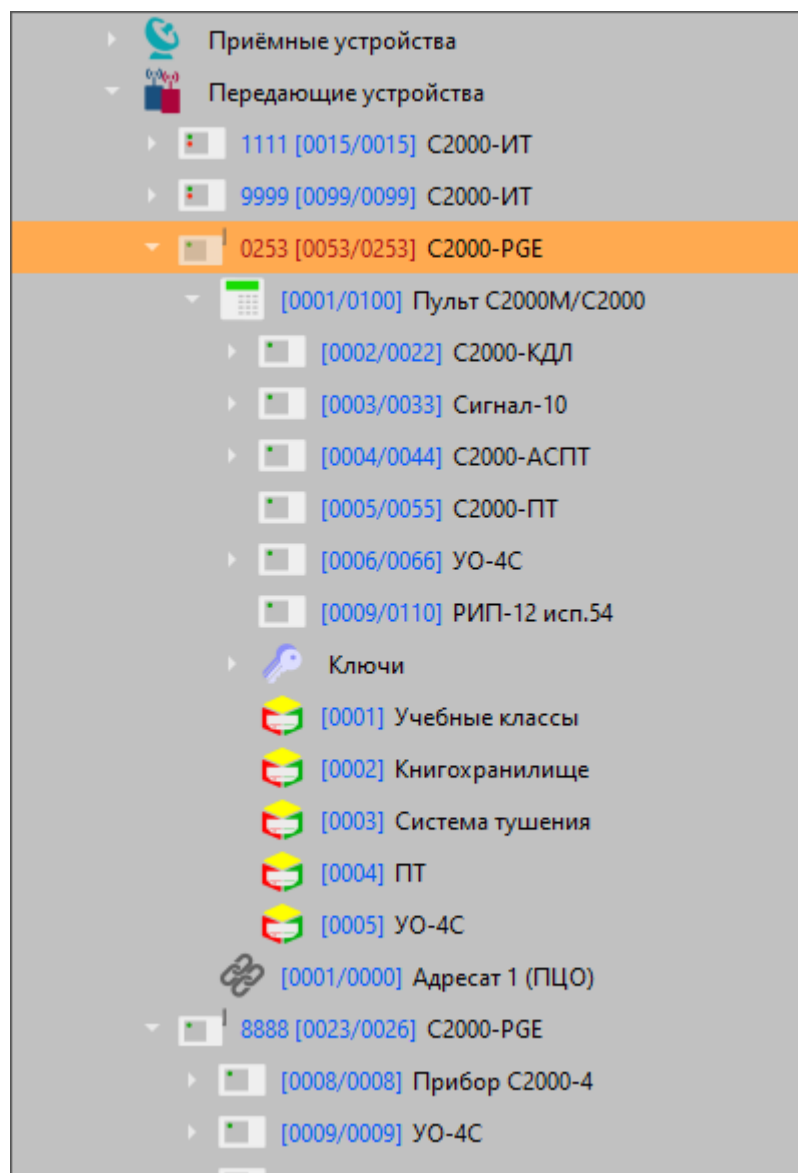 Приёмные устройства
Передающие устройства
1111 [0015/0015] С2000-ИТ
9999 [0099/0099] С2000-ИТ
0253 [0053/0253] С2000-PGE
[0001/0100] Пульт С2000М/С2000
[0002/0022] С2000-КДЛ
[0003/0033] Сигнал-10
[0004/0044] С2000-АСПТ
[0005/0055] С2000-ПТ
[0006/0066] УО-4С
[0009/0110] РИП-12 исп.54
Ключи
[0001] Учебные классы
[0002] Книгохранилище
[0003] Система тушения
[0004] ПТ
[0005] УО-4С
[0001/0000] Адресат 1 (ПЦО)
8888 [0023/0026] С2000-PGE
[0008/0008] Прибор С2000-4
[0009/0009] УО-4С